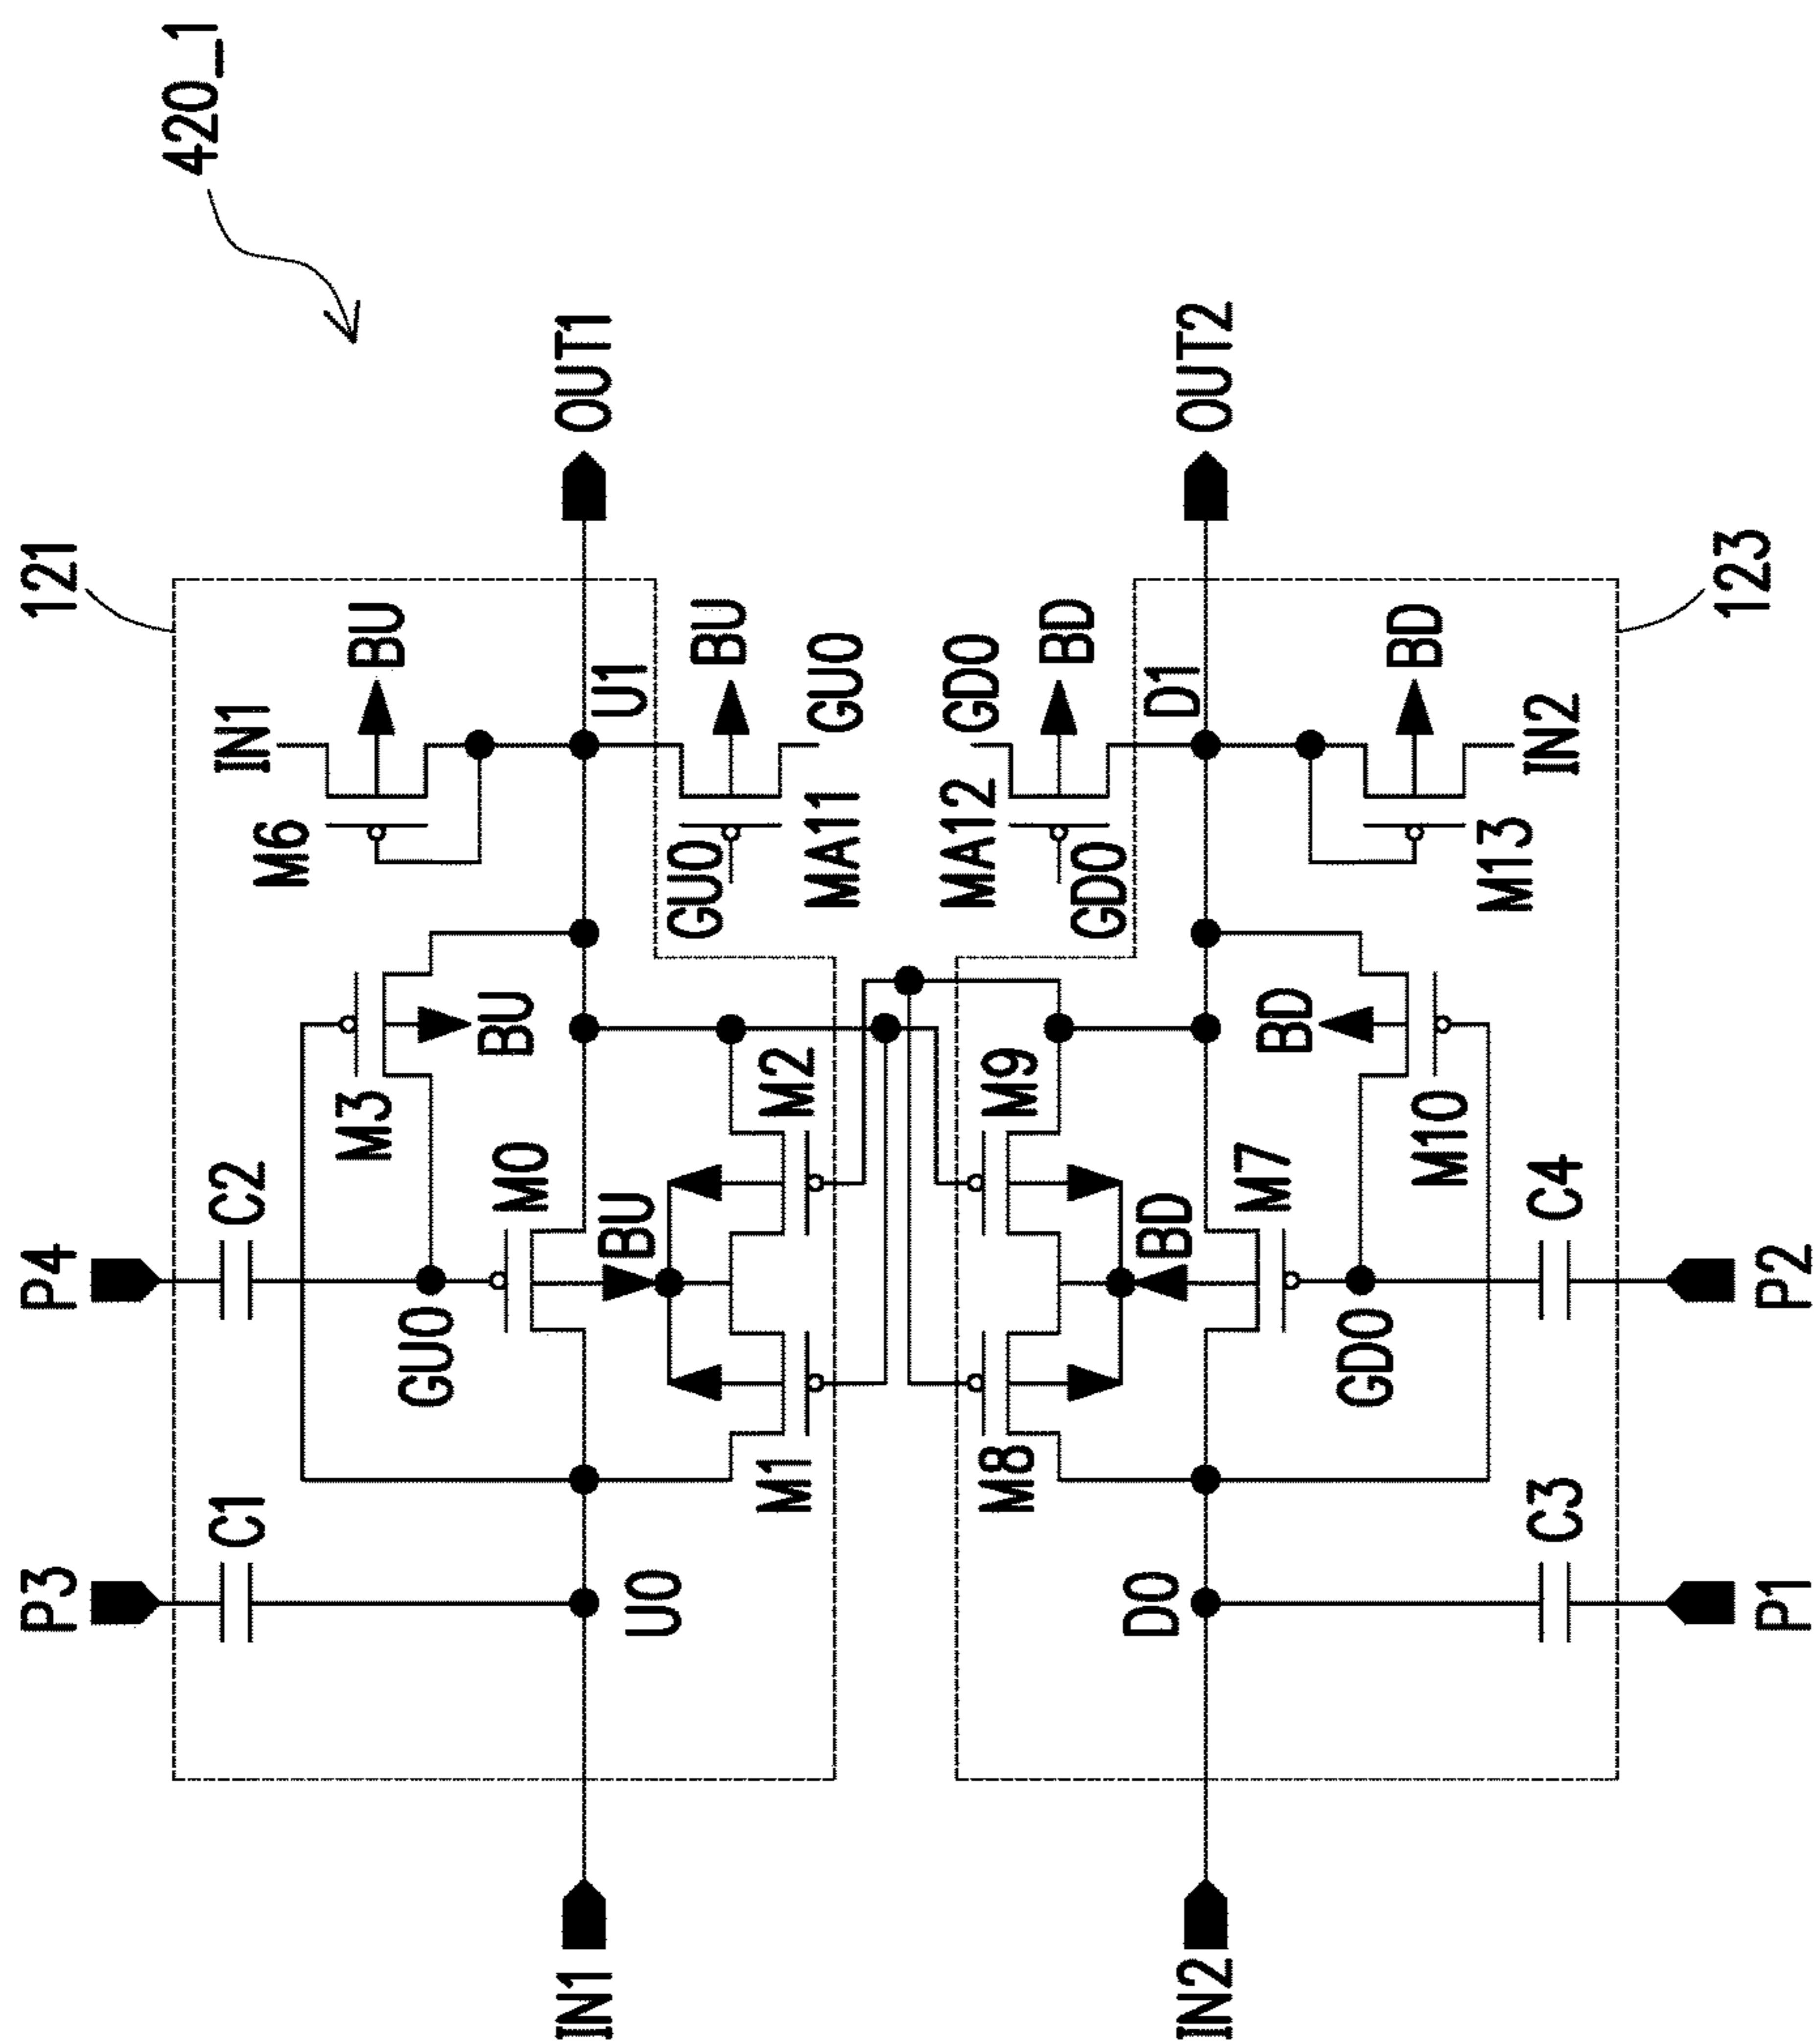 420_1
121
P3
P4
C1
C2
M3
BU
M6
IN1
BU
GU0
M0
BU
U0
U1
IN1
OUT1
M1
M2
GU0
MA11
BU
GU0
GD0
MA12
GD0
BD
M8
M9
BD
D0
D1
IN2
OUT2
M7
GD0
BD
M10
M13
BD
IN2
C3
C4
P1
P2
123